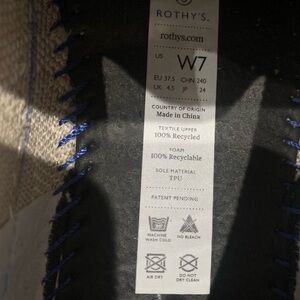 ROTHY'S.
rothys.com
US W7
EU 37.5 CHN 240
UK 4.5 JP 24
COUNTRY OF ORIGIN
Made in China
TEXTILE UPPER
100% Recycled
FOAM
100% Recyclable
SOLE MATERIAL
TPU
PATENT PENDING
MACHINE
WASH COLD
NO BLEACH
AIR DRY
DO NOT
DRY CLEAN